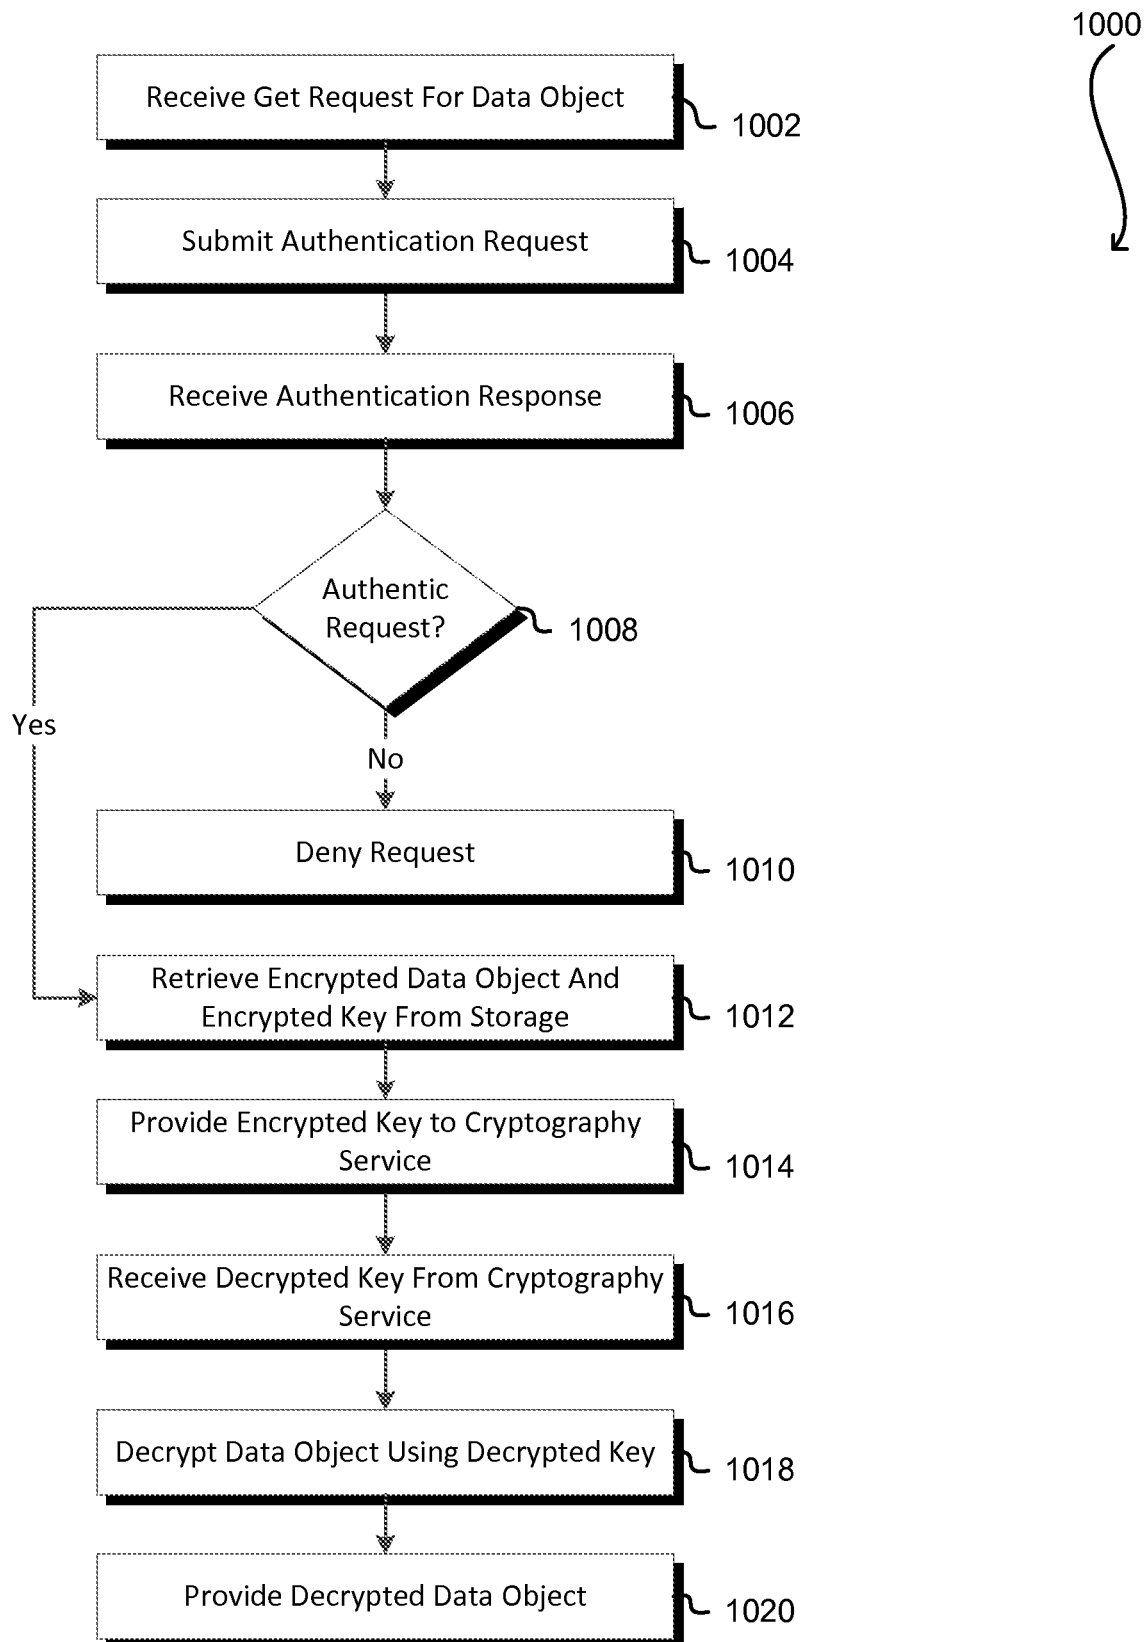 1000
Receive Get Request For Data Object
1002
Submit Authentication Request
1004
Receive Authentication Response
1006
Authentic
Request?
1008
Yes
No
Deny Request
1010
Retrieve Encrypted Data Object And
Encrypted Key From Storage
1012
Provide Encrypted Key to Cryptography
Service
1014
Receive Decrypted Key From Cryptography
Service
1016
Decrypt Data Object Using Decrypted Key
1018
Provide Decrypted Data Object
1020